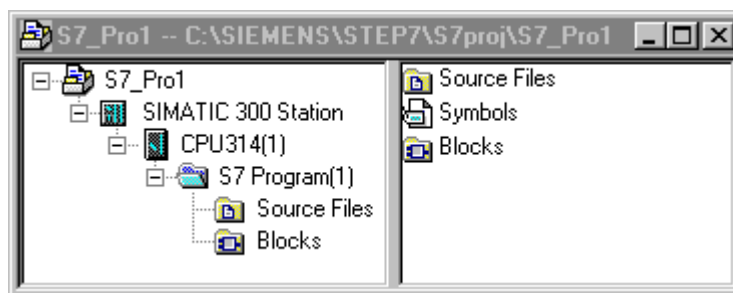 S7_Pro1 -- C:\SIEMENS\STEP7\S7proj\S7_Pro1
S7_Pro1
SIMATIC 300 Station
CPU314(1)
S7 Program(1)
Source Files
Blocks
Source Files
Symbols
Blocks